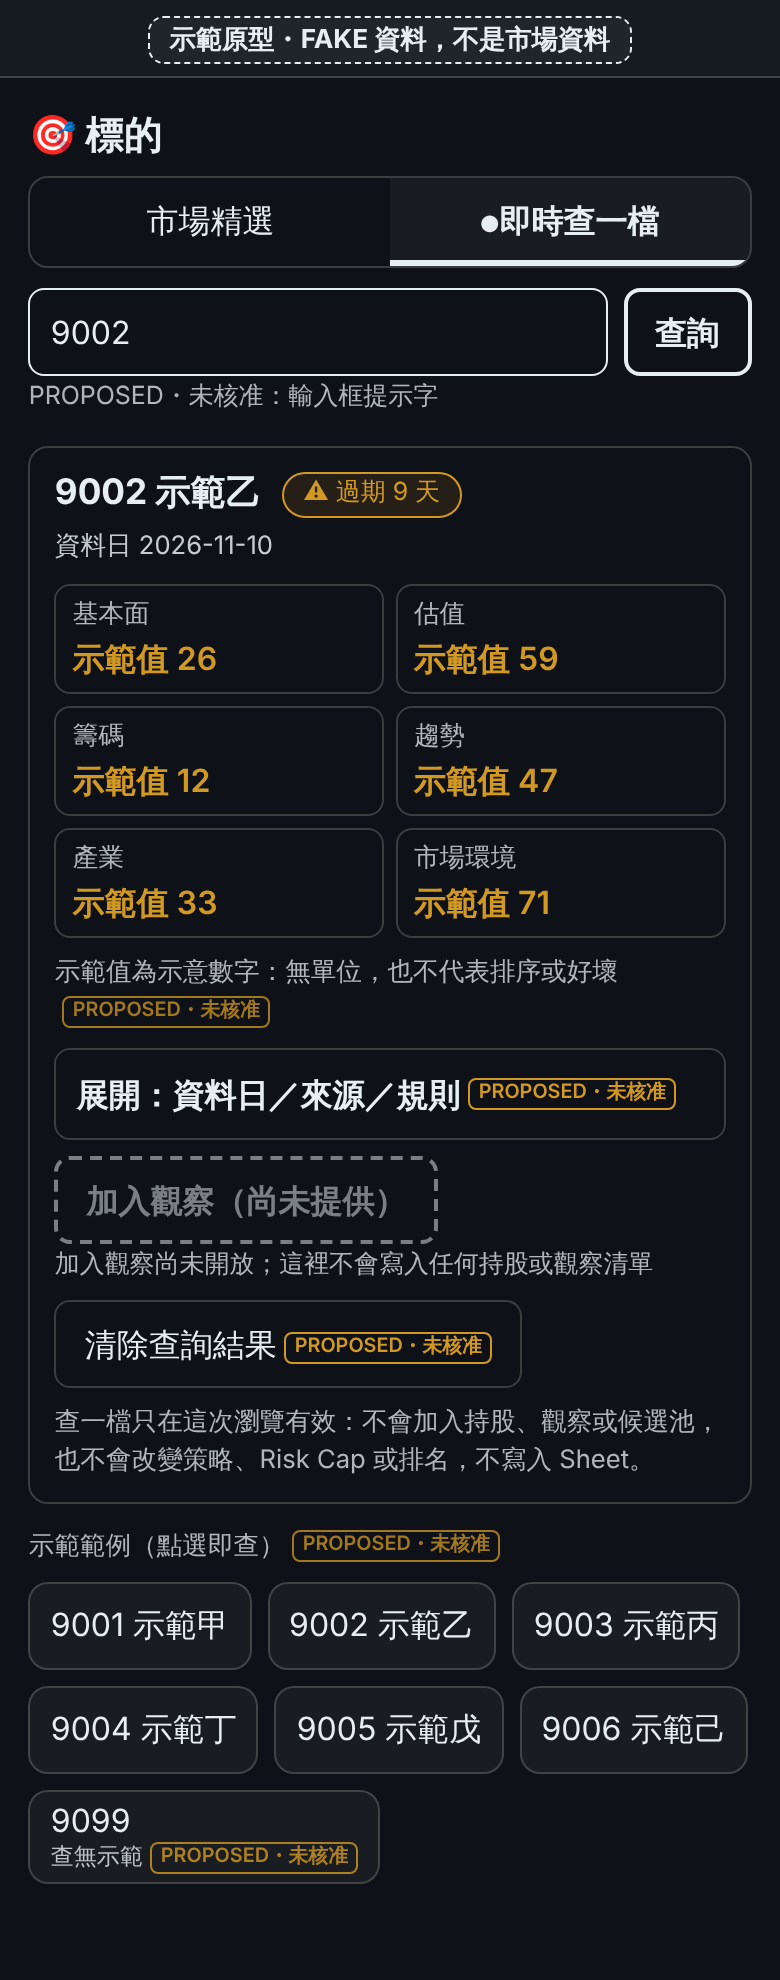 示範原型・FAKE 資料，不是市場資料
🎯 標的
市場精選
●即時查一檔
9002
查詢
PROPOSED・未核准：輸入框提示字
9002 示範乙
⚠ 過期 9 天
資料日 2026-11-10
基本面
估值
示範值 26
示範值 59
籌碼
趨勢
示範值 12
示範值 47
產業
市場環境
示範值 33
示範值 71
示範值為示意數字：無單位，也不代表排序或好壞
PROPOSED・未核准
展開：資料日／來源／規則 PROPOSED・未核准
加入觀察（尚未提供）
加入觀察尚未開放；這裡不會寫入任何持股或觀察清單
清除查詢結果 PROPOSED・未核准
查一檔只在這次瀏覽有效：不會加入持股、觀察或候選池，
也不會改變策略、Risk Cap 或排名，不寫入 Sheet。
示範範例（點選即查） PROPOSED・未核准
9001 示範甲
9002 示範乙
9003 示範丙
9004 示範丁
9005 示範戊
9006 示範己
9099
查無示範 PROPOSED・未核准